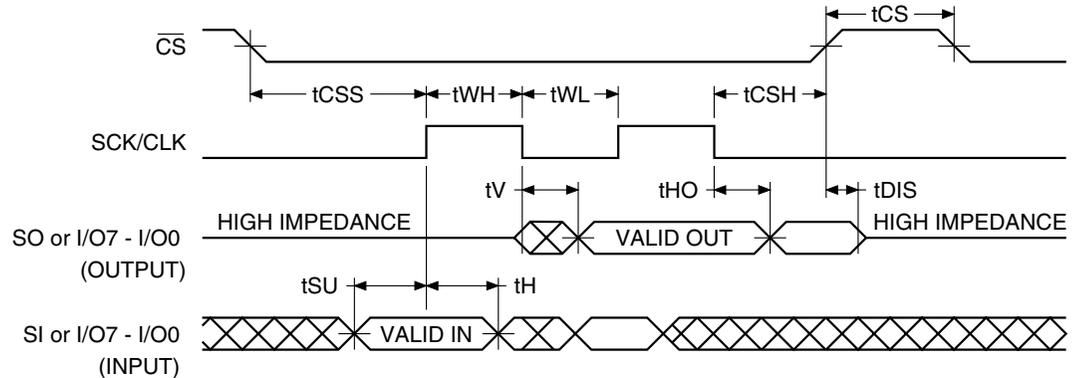 tCS
CS
tCSS
tWH
tWL
tCSH
SCK/CLK
tV
tHO
tDIS
HIGH IMPEDANCE
HIGH IMPEDANCE
SO or I/O7 - I/O0
(OUTPUT)
VALID OUT
tSU
tH
SI or I/O7 - I/O0
(INPUT)
VALID IN